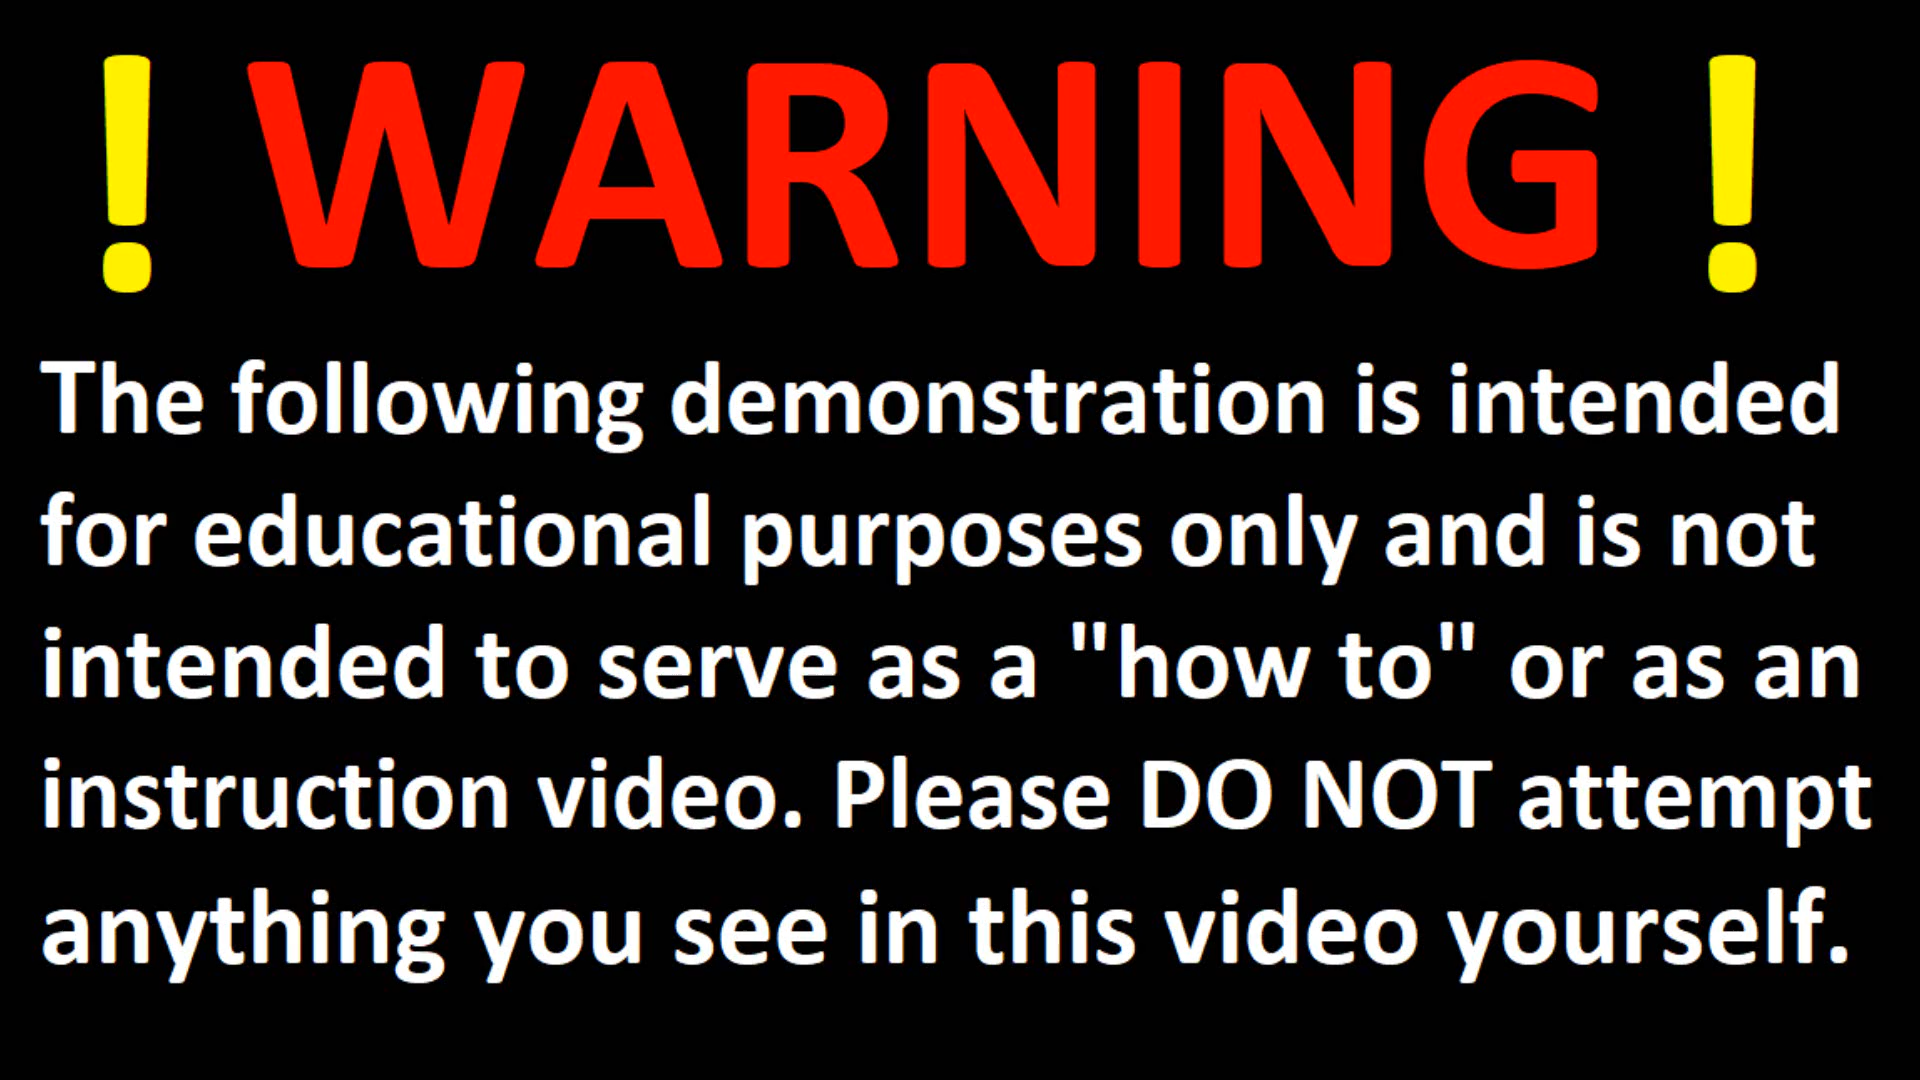 ! WARNING !
The following demonstration is intended
for educational purposes only and is not
intended to serve as a "how to" or as an
instruction video. Please DO NOT attempt
anything you see in this video yourself.